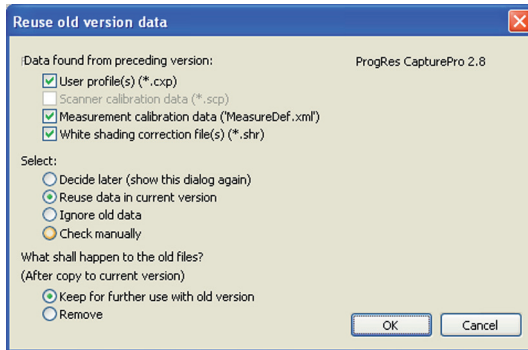 Reuse old version data
Data found from preceding version:
ProgRes CapturePro 2.8
User profile(s) (*.cxp)
Scanner calibration data (*.scp)
Measurement calibration data ('MeasureDef.xml')
White shading correction file(s) (*.shr)
Select:
Decide later (show this dialog again)
Reuse data in current version
Ignore old data
Check manually
What shall happen to the old files?
(After copy to current version)
Keep for further use with old version
Remove
OK
Cancel